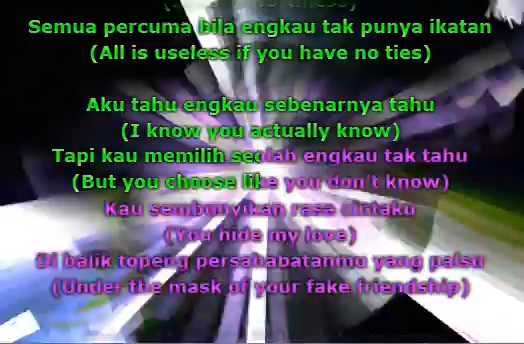 Semua percuma bila engkau tak punya ikatan
(All is useless if you have no ties)
Aku tahu engkau sebenarnya tahu
(I know you actually know)
Tapi kau memilih seolah engkau tak tahu
(But you choose like you don't know)
Kau sembunyikan rasa cintaku
(You hide my love)
Di balik topeng persahabatanmu yang palsu
(Under the mask of your fake friendship)